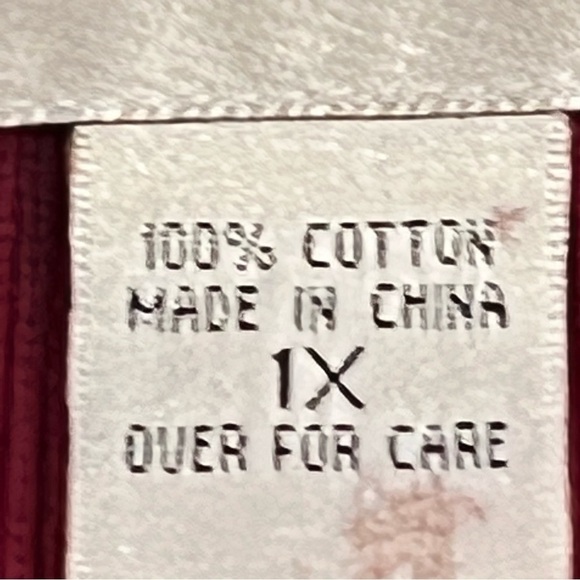 100% COTTON
MADE IN CHINA
1X
OVER FOR CARE